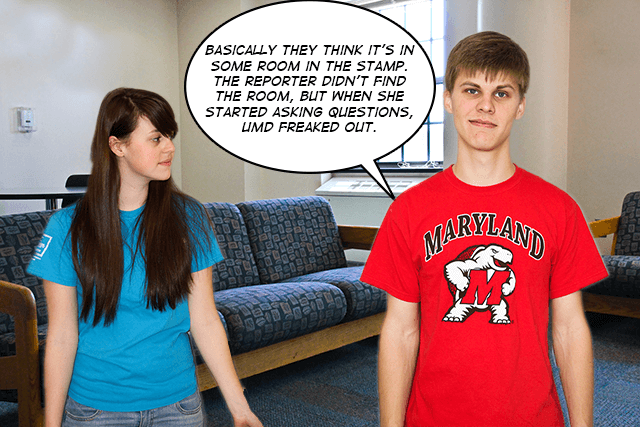 BASICALLY THEY THINK IT'S IN
SOME ROOM IN THE STAMP.
THE REPORTER DIDN'T FIND
THE ROOM, BUT WHEN SHE
STARTED ASKING QUESTIONS,
UMD FREAKED OUT.
MARYLAND
M